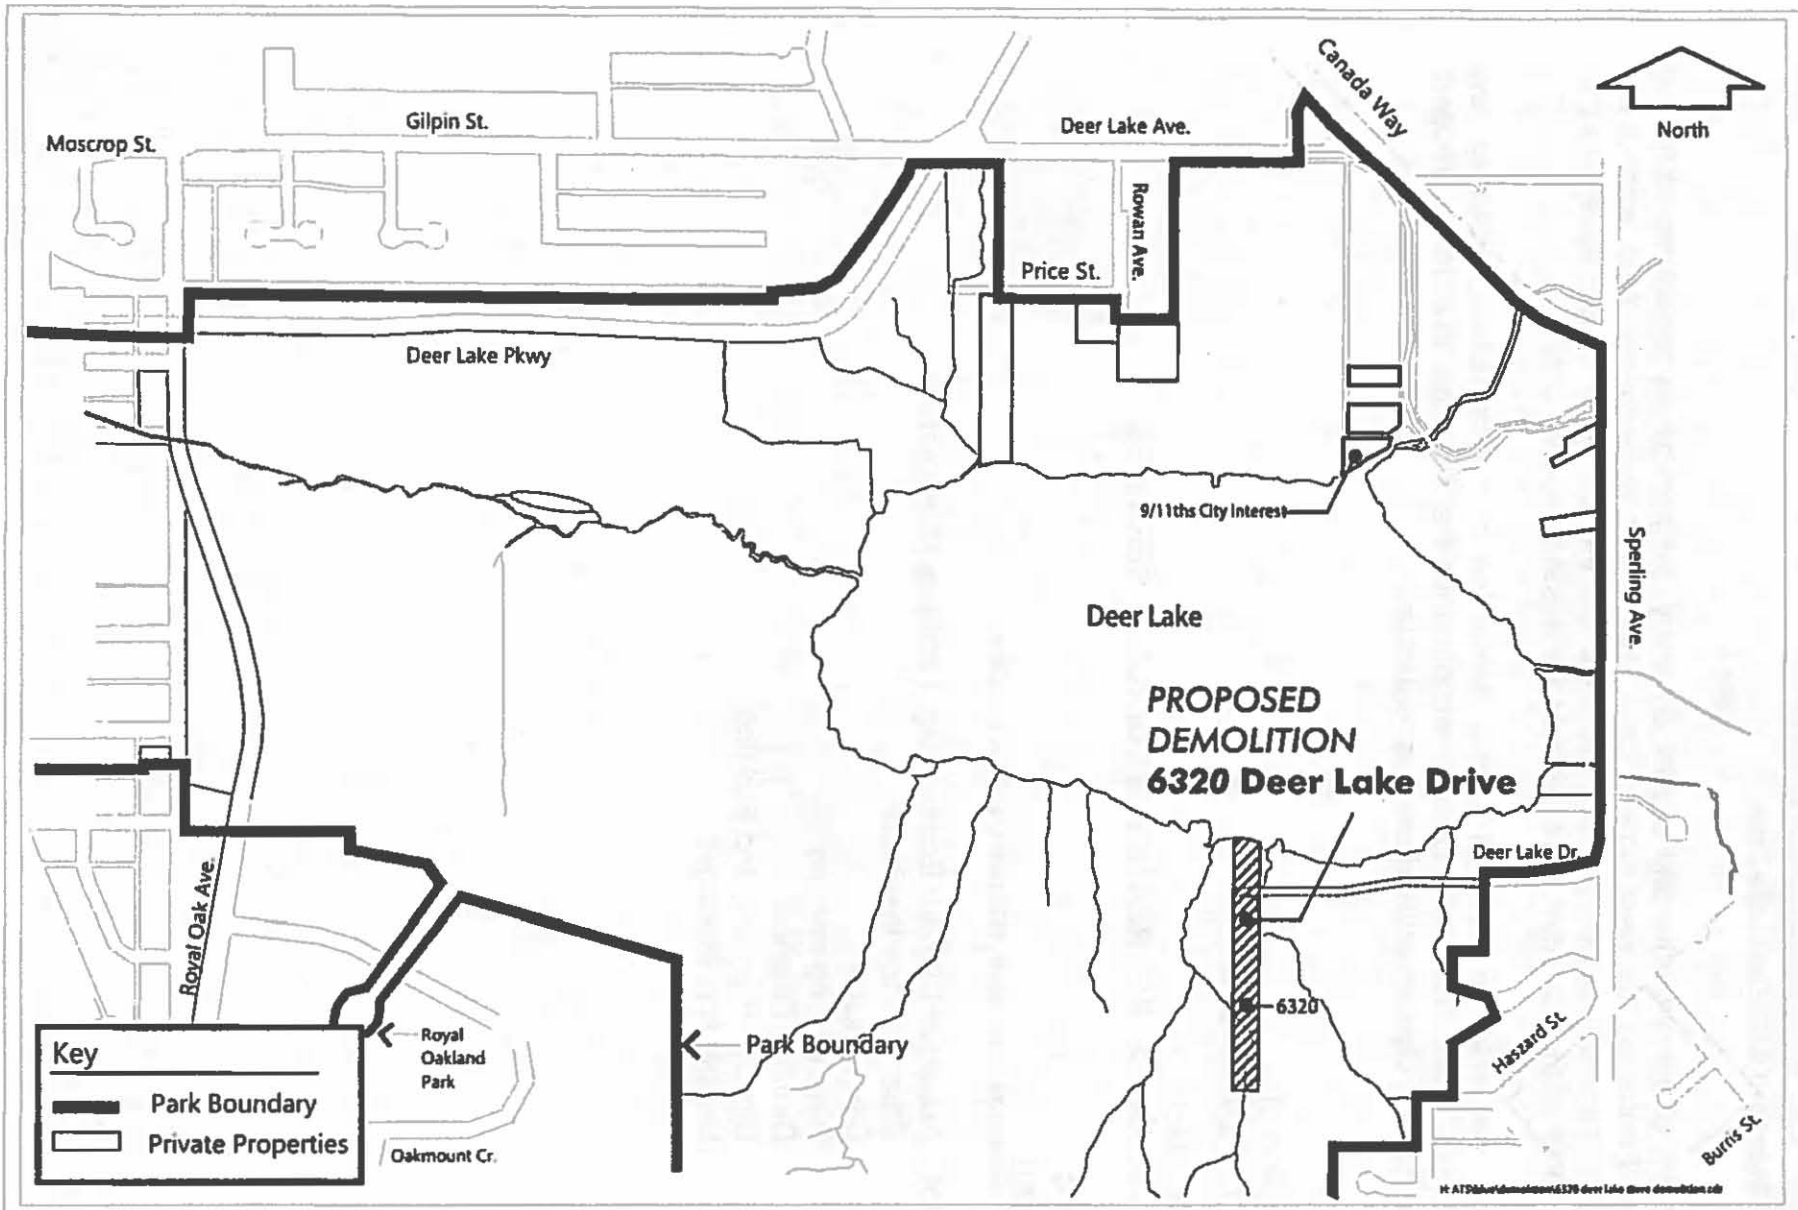 Canada Way
North
Moscrop St.
Gilpin St.
Deer Lake Ave.
Rowan Ave.
Price St.
Deer Lake Pkwy
9/11ths City Interest
Sperling Ave.
Deer Lake
PROPOSED
DEMOLITION
6320 Deer Lake Drive
Deer Lake Dr.
Royal Oak Ave.
6320
Haszard St.
Royal
Oakland
Park
Park Boundary
Key
Park Boundary
Private Properties
Oakmount Cr.
Burris St.